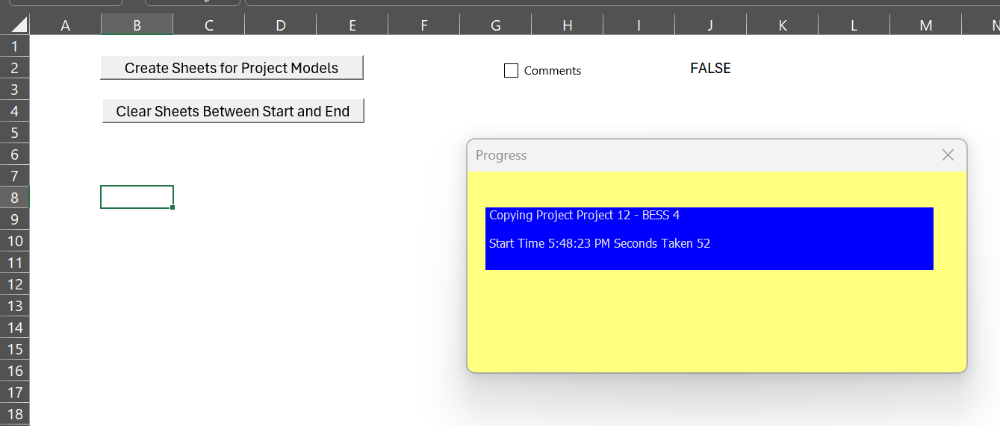 A B C D E F G H I J K L M N
1
2 Create Sheets for Project Models Comments FALSE
3
4 Clear Sheets Between Start and End
5
6 Progress
7
8
9 Copying Project Project 12 - BESS 4
10 Start Time 5:48:23 PM Seconds Taken 52
11
12
13
14
15
16
17
18